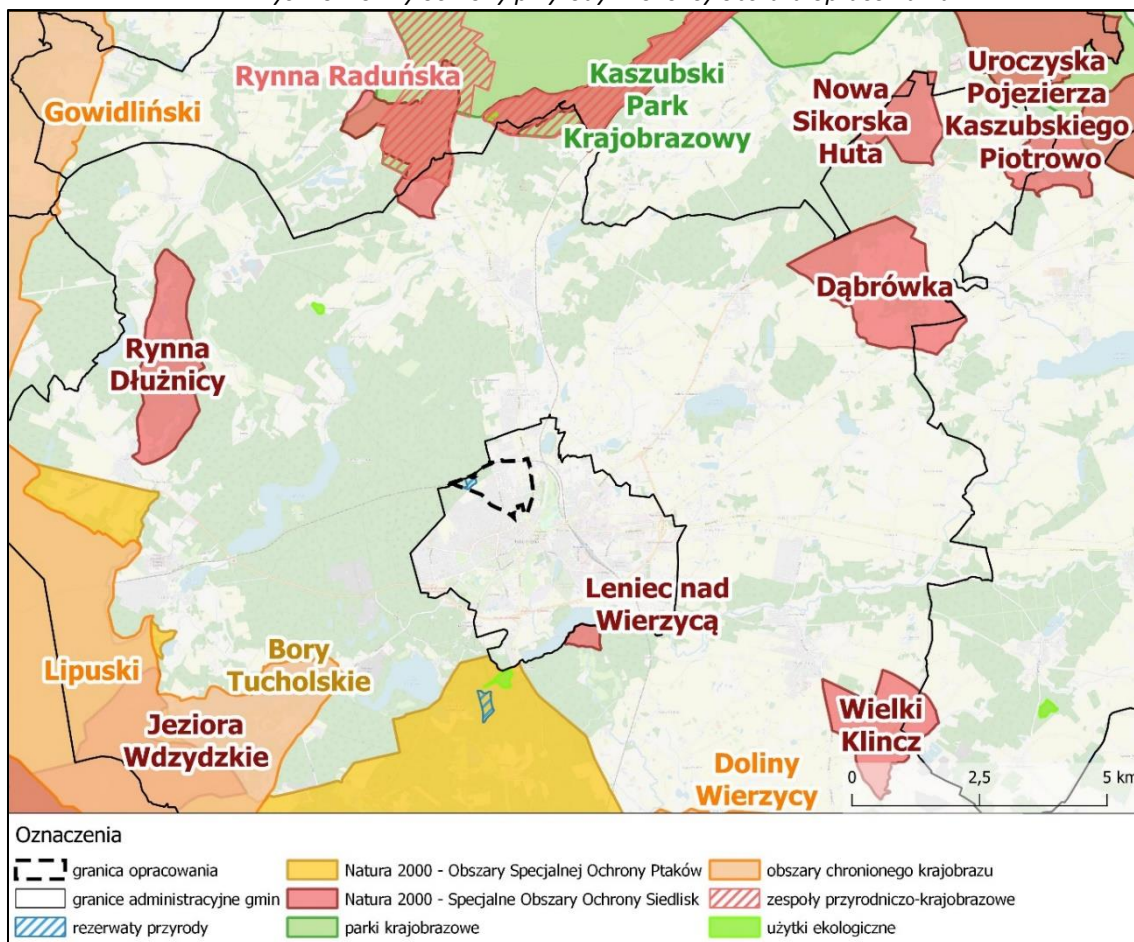 Rynna Raduńska
Gowidliński
Kaszubski
Park
Krajobrazowy
Nowa
Sikorska
Huta
Uroczyska
Pojezierza
Kaszubskiego
Piotrowo
Dąbrówka
Rynna
Dłużnicy
Leniec nad
Wierzycą
Bory
Tucholskie
Lipuski
Jeziora
Wdzydzkie
Wielki
Klincz
Doliny
Wierzycy
0 2,5 5 km
Oznaczenia
granica opracowania
granice administracyjne gmin
rezerwaty przyrody
Natura 2000 - Obszary Specjalnej Ochrony Ptaków
Natura 2000 - Specjalne Obszary Ochrony Siedlisk
parki krajobrazowe
obszary chronionego krajobrazu
zespoły przyrodniczo-krajobrazowe
użytki ekologiczne